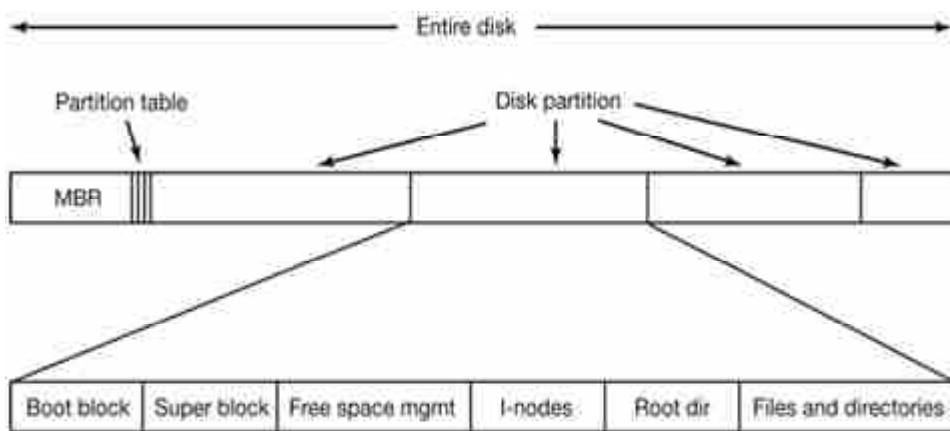 Entire disk
Partition table
Disk partition
MBR
Boot block
Super block
Free space mgmt
I-nodes
Root dir
Files and directories